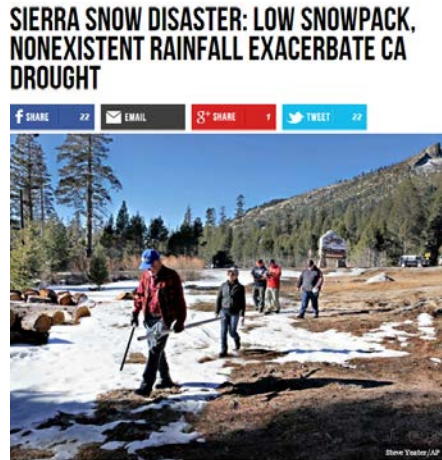 SIERRA SNOW DISASTER: LOW SNOWPACK,
NONEXISTENT RAINFALL EXACERBATE CA
DROUGHT
f SHARE 22
EMAIL
g+ SHARE 1
TWEET 22
Steve Yeater/AP